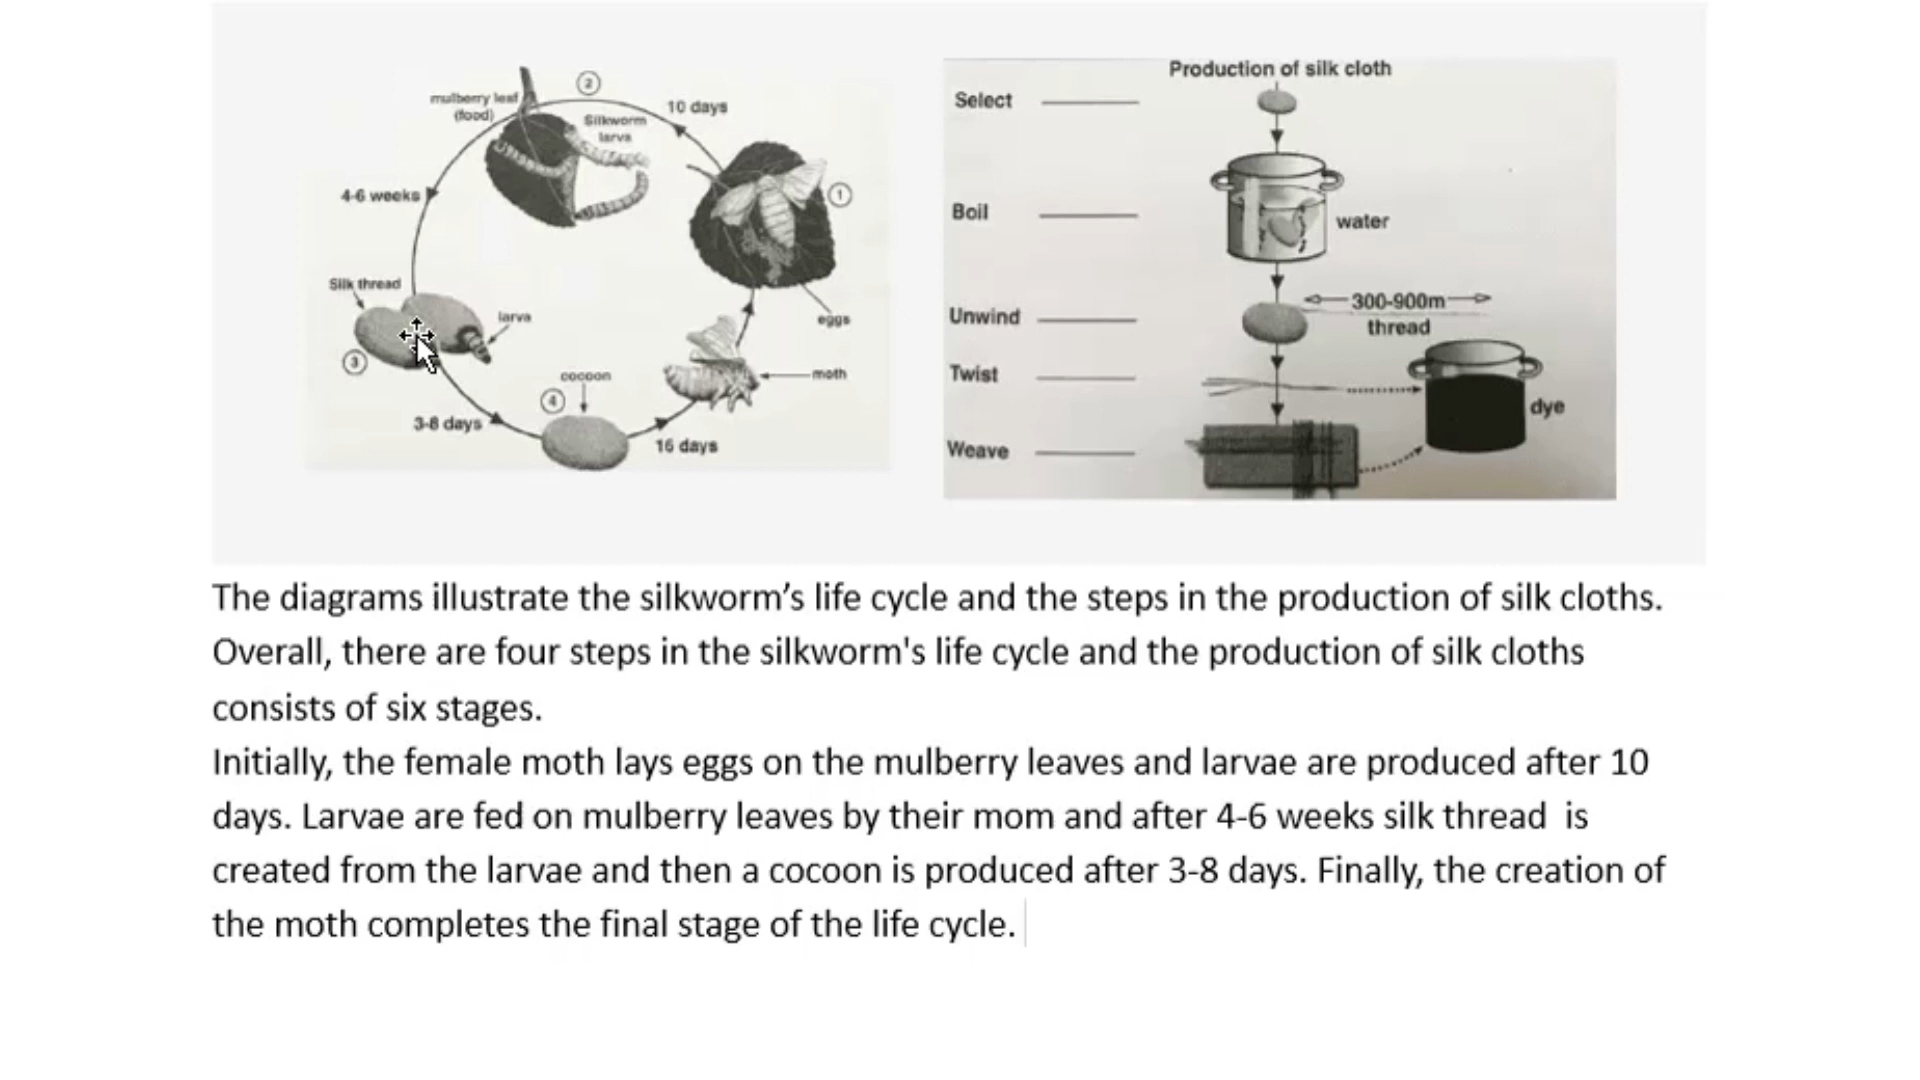 2
mulberry leaf
(food)
10 days
Silkworm
larva
4-6 weeks
1
Silk thread
larva
eggs
3
cocoon
moth
4
3-8 days
16 days
Production of silk cloth
Select
Boil
water
Unwind
300-900m
thread
Twist
dye
Weave
The diagrams illustrate the silkworm’s life cycle and the steps in the production of silk cloths.
Overall, there are four steps in the silkworm's life cycle and the production of silk cloths
consists of six stages.
Initially, the female moth lays eggs on the mulberry leaves and larvae are produced after 10
days. Larvae are fed on mulberry leaves by their mom and after 4-6 weeks silk thread  is
created from the larvae and then a cocoon is produced after 3-8 days. Finally, the creation of
the moth completes the final stage of the life cycle.